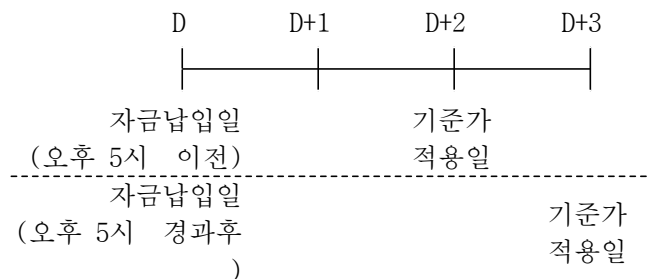 D D+1 D+2 D+3
자금납입일 기준가
(오후 5시 이전) 적용일
자금납입일 기준가
(오후 5시 경과후 적용일
)